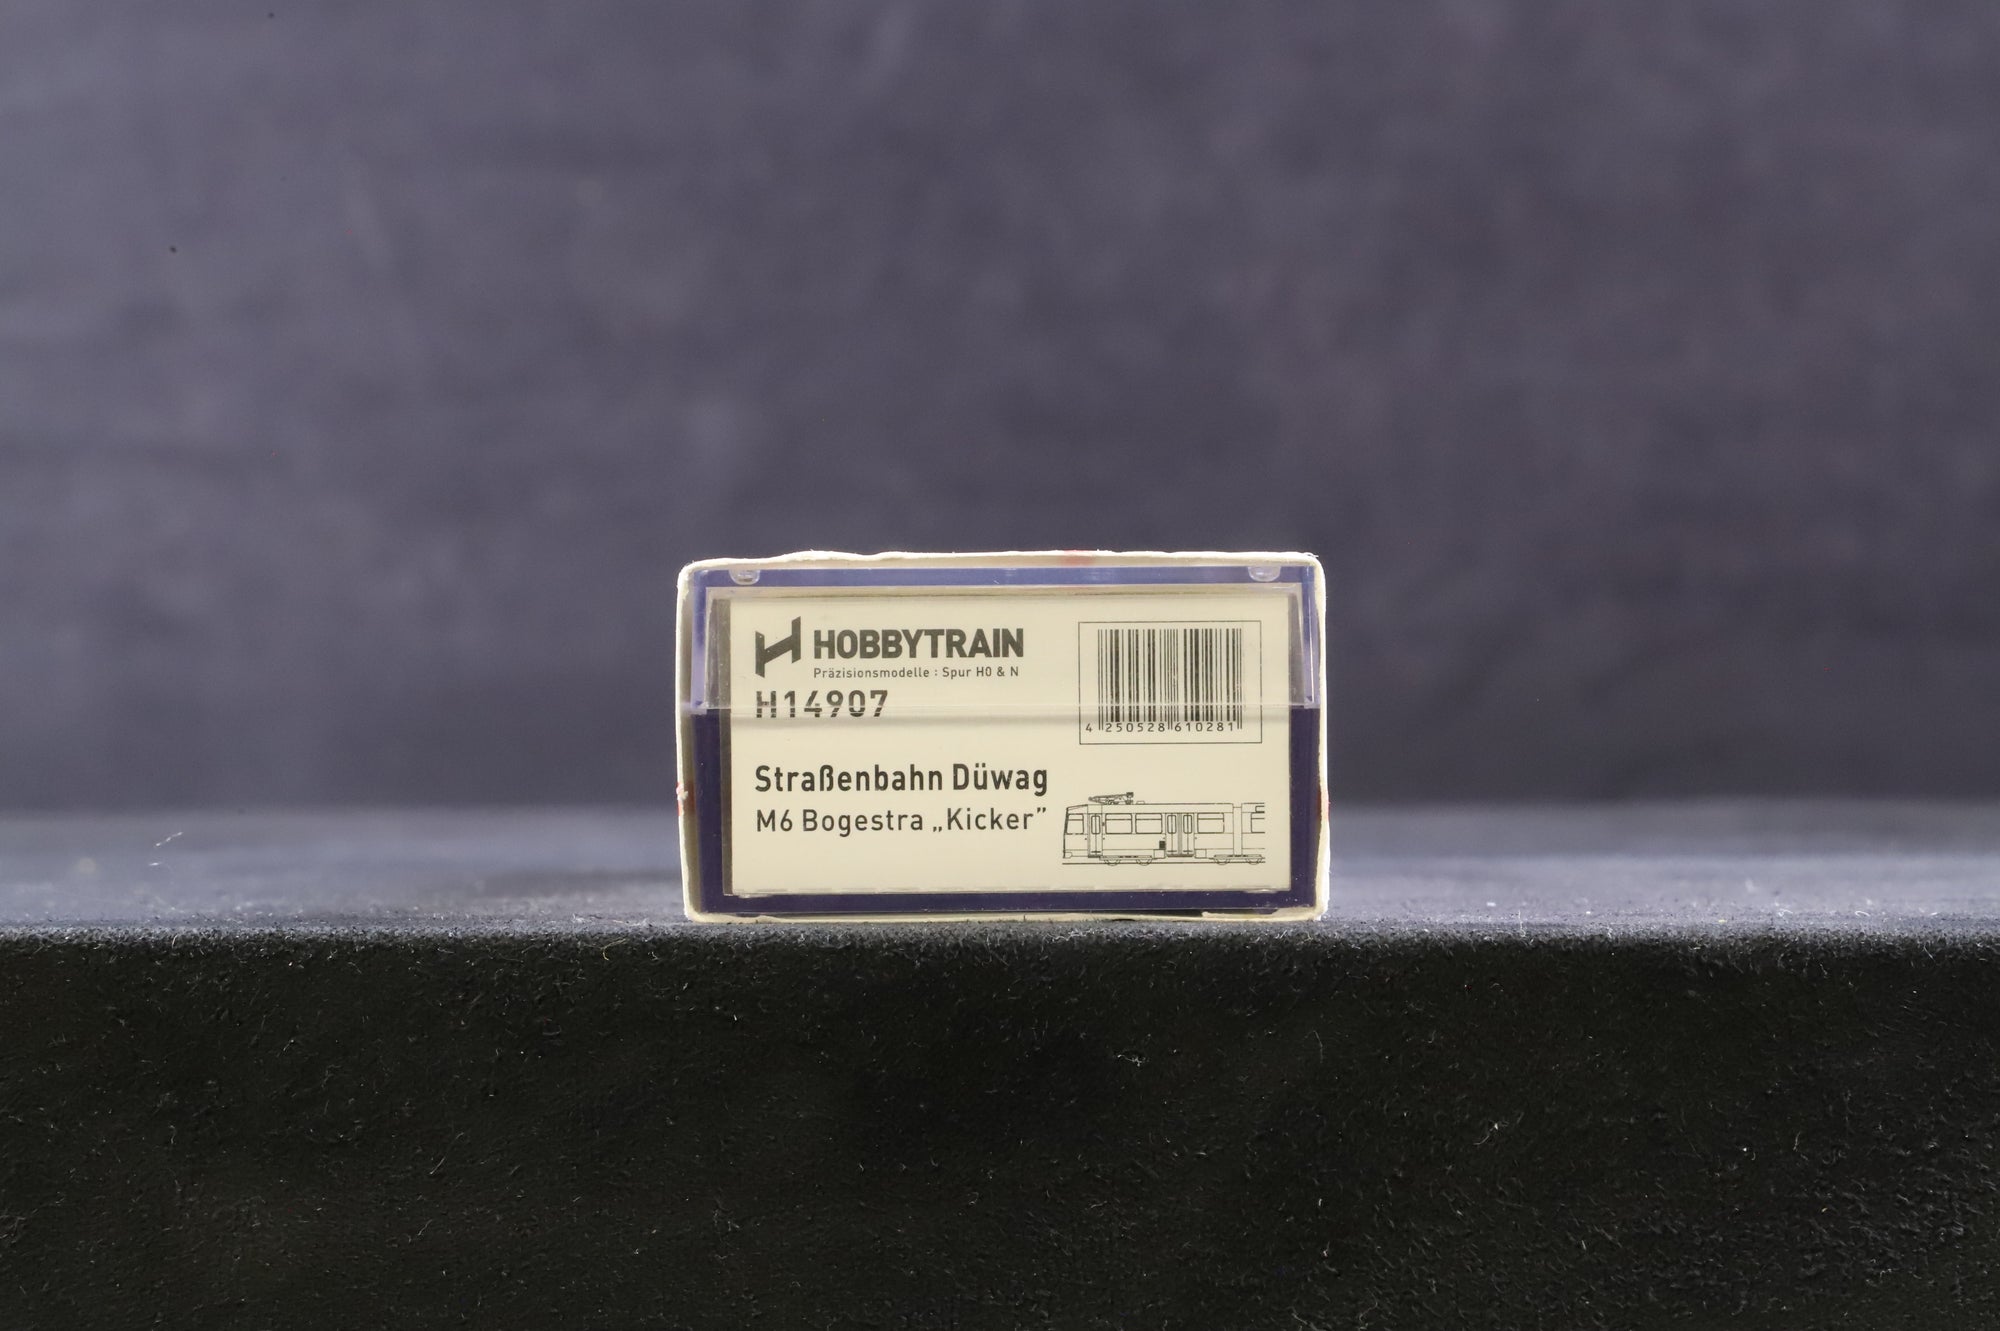 HOBBYTRAIN
Präzisionsmodelle : Spur H0 & N
H14907
4 250528 610281
Straßenbahn Düwag
M6 Bogestra „Kicker”